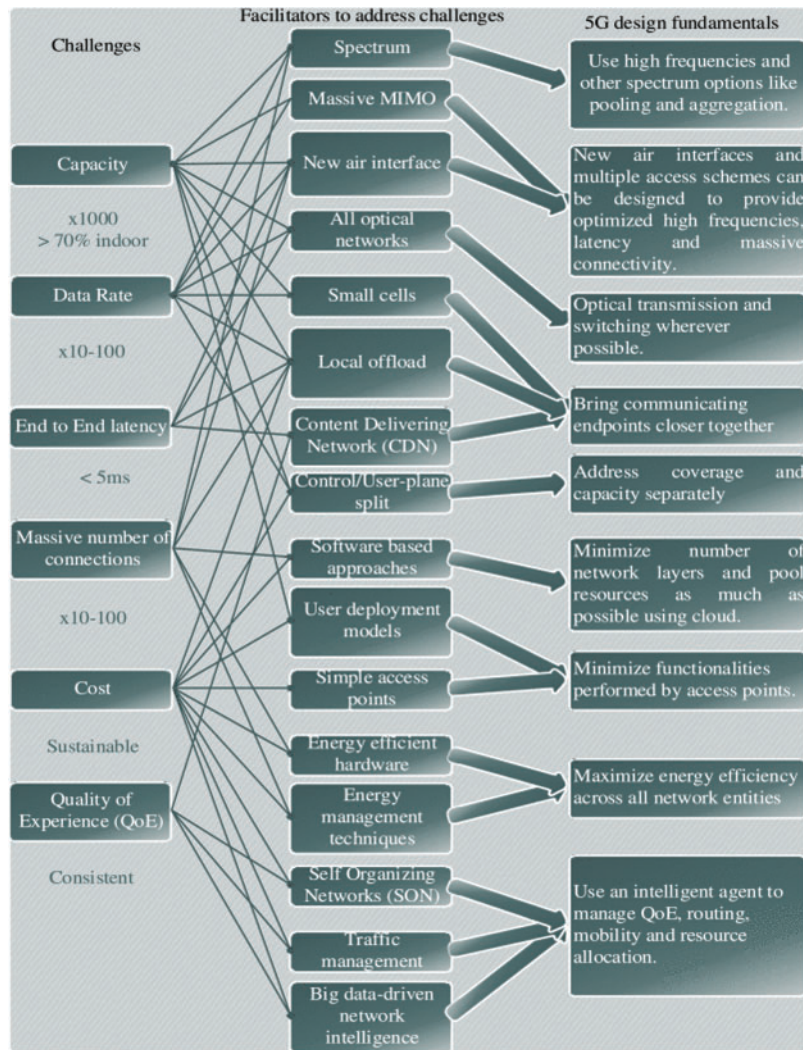 Challenges
Facilitators to address challenges
5G design fundamentals
Capacity
x1000
> 70% indoor
Data Rate
x10-100
End to End latency
< 5ms
Massive number of
connections
x10-100
Cost
Sustainable
Quality of
Experience (QoE)
Consistent
Spectrum
Massive MIMO
New air interface
All optical
networks
Small cells
Local offload
Content Delivering
Network (CDN)
Control/User-plane
split
Software based
approaches
User deployment
models
Simple access
points
Energy efficient
hardware
Energy
management
techniques
Self Organizing
Networks (SON)
Traffic
management
Big data-driven
network
intelligence
Use high frequencies and
other spectrum options like
pooling and aggregation.
New air interfaces and
multiple access schemes can
be designed to provide
optimized high frequencies,
latency and massive
connectivity.
Optical transmission and
switching wherever
possible.
Bring communicating
endpoints closer together
Address coverage and
capacity separately
Minimize number of
network layers and pool
resources as much as
possible using cloud.
Minimize functionalities
performed by access points.
Maximize energy efficiency
across all network entities
Use an intelligent agent to
manage QoE, routing,
mobility and resource
allocation.